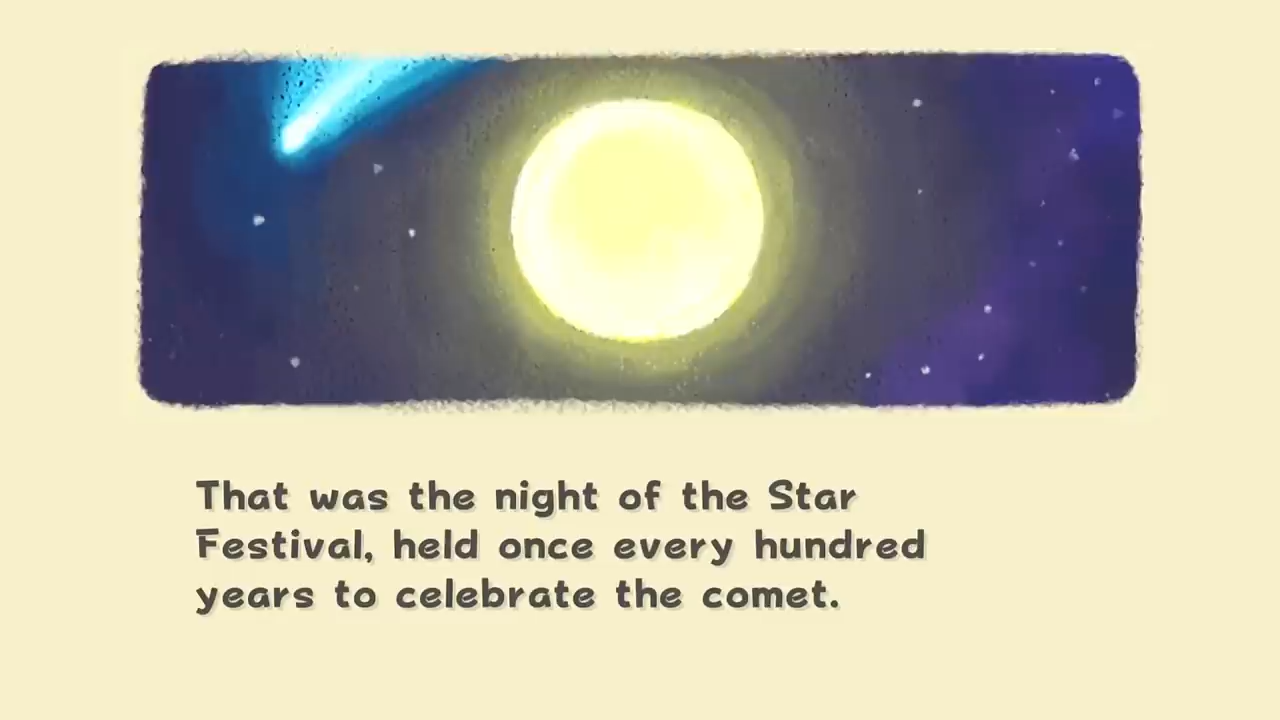 That was the night of the Star
Festival, held once every hundred
years to celebrate the comet.